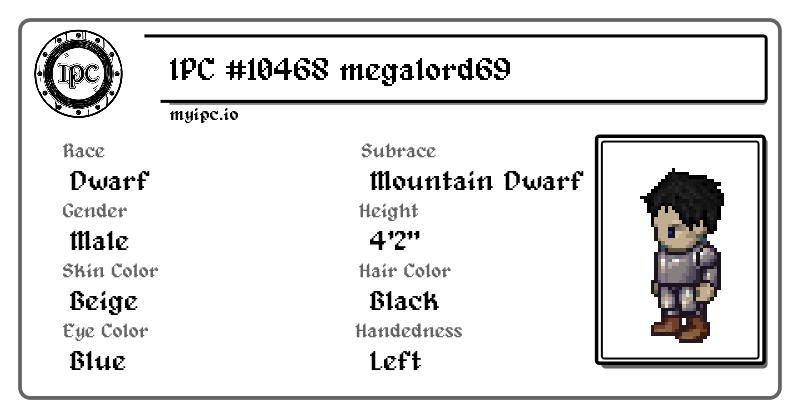 IPC
IPC #10468 megalord69
myipc.io
Race
Subrace
Dwarf
Mountain Dwarf
Gender
Height
Male
4'2"
Skin Color
Hair Color
Beige
Black
Eye Color
Handedness
Blue
Left